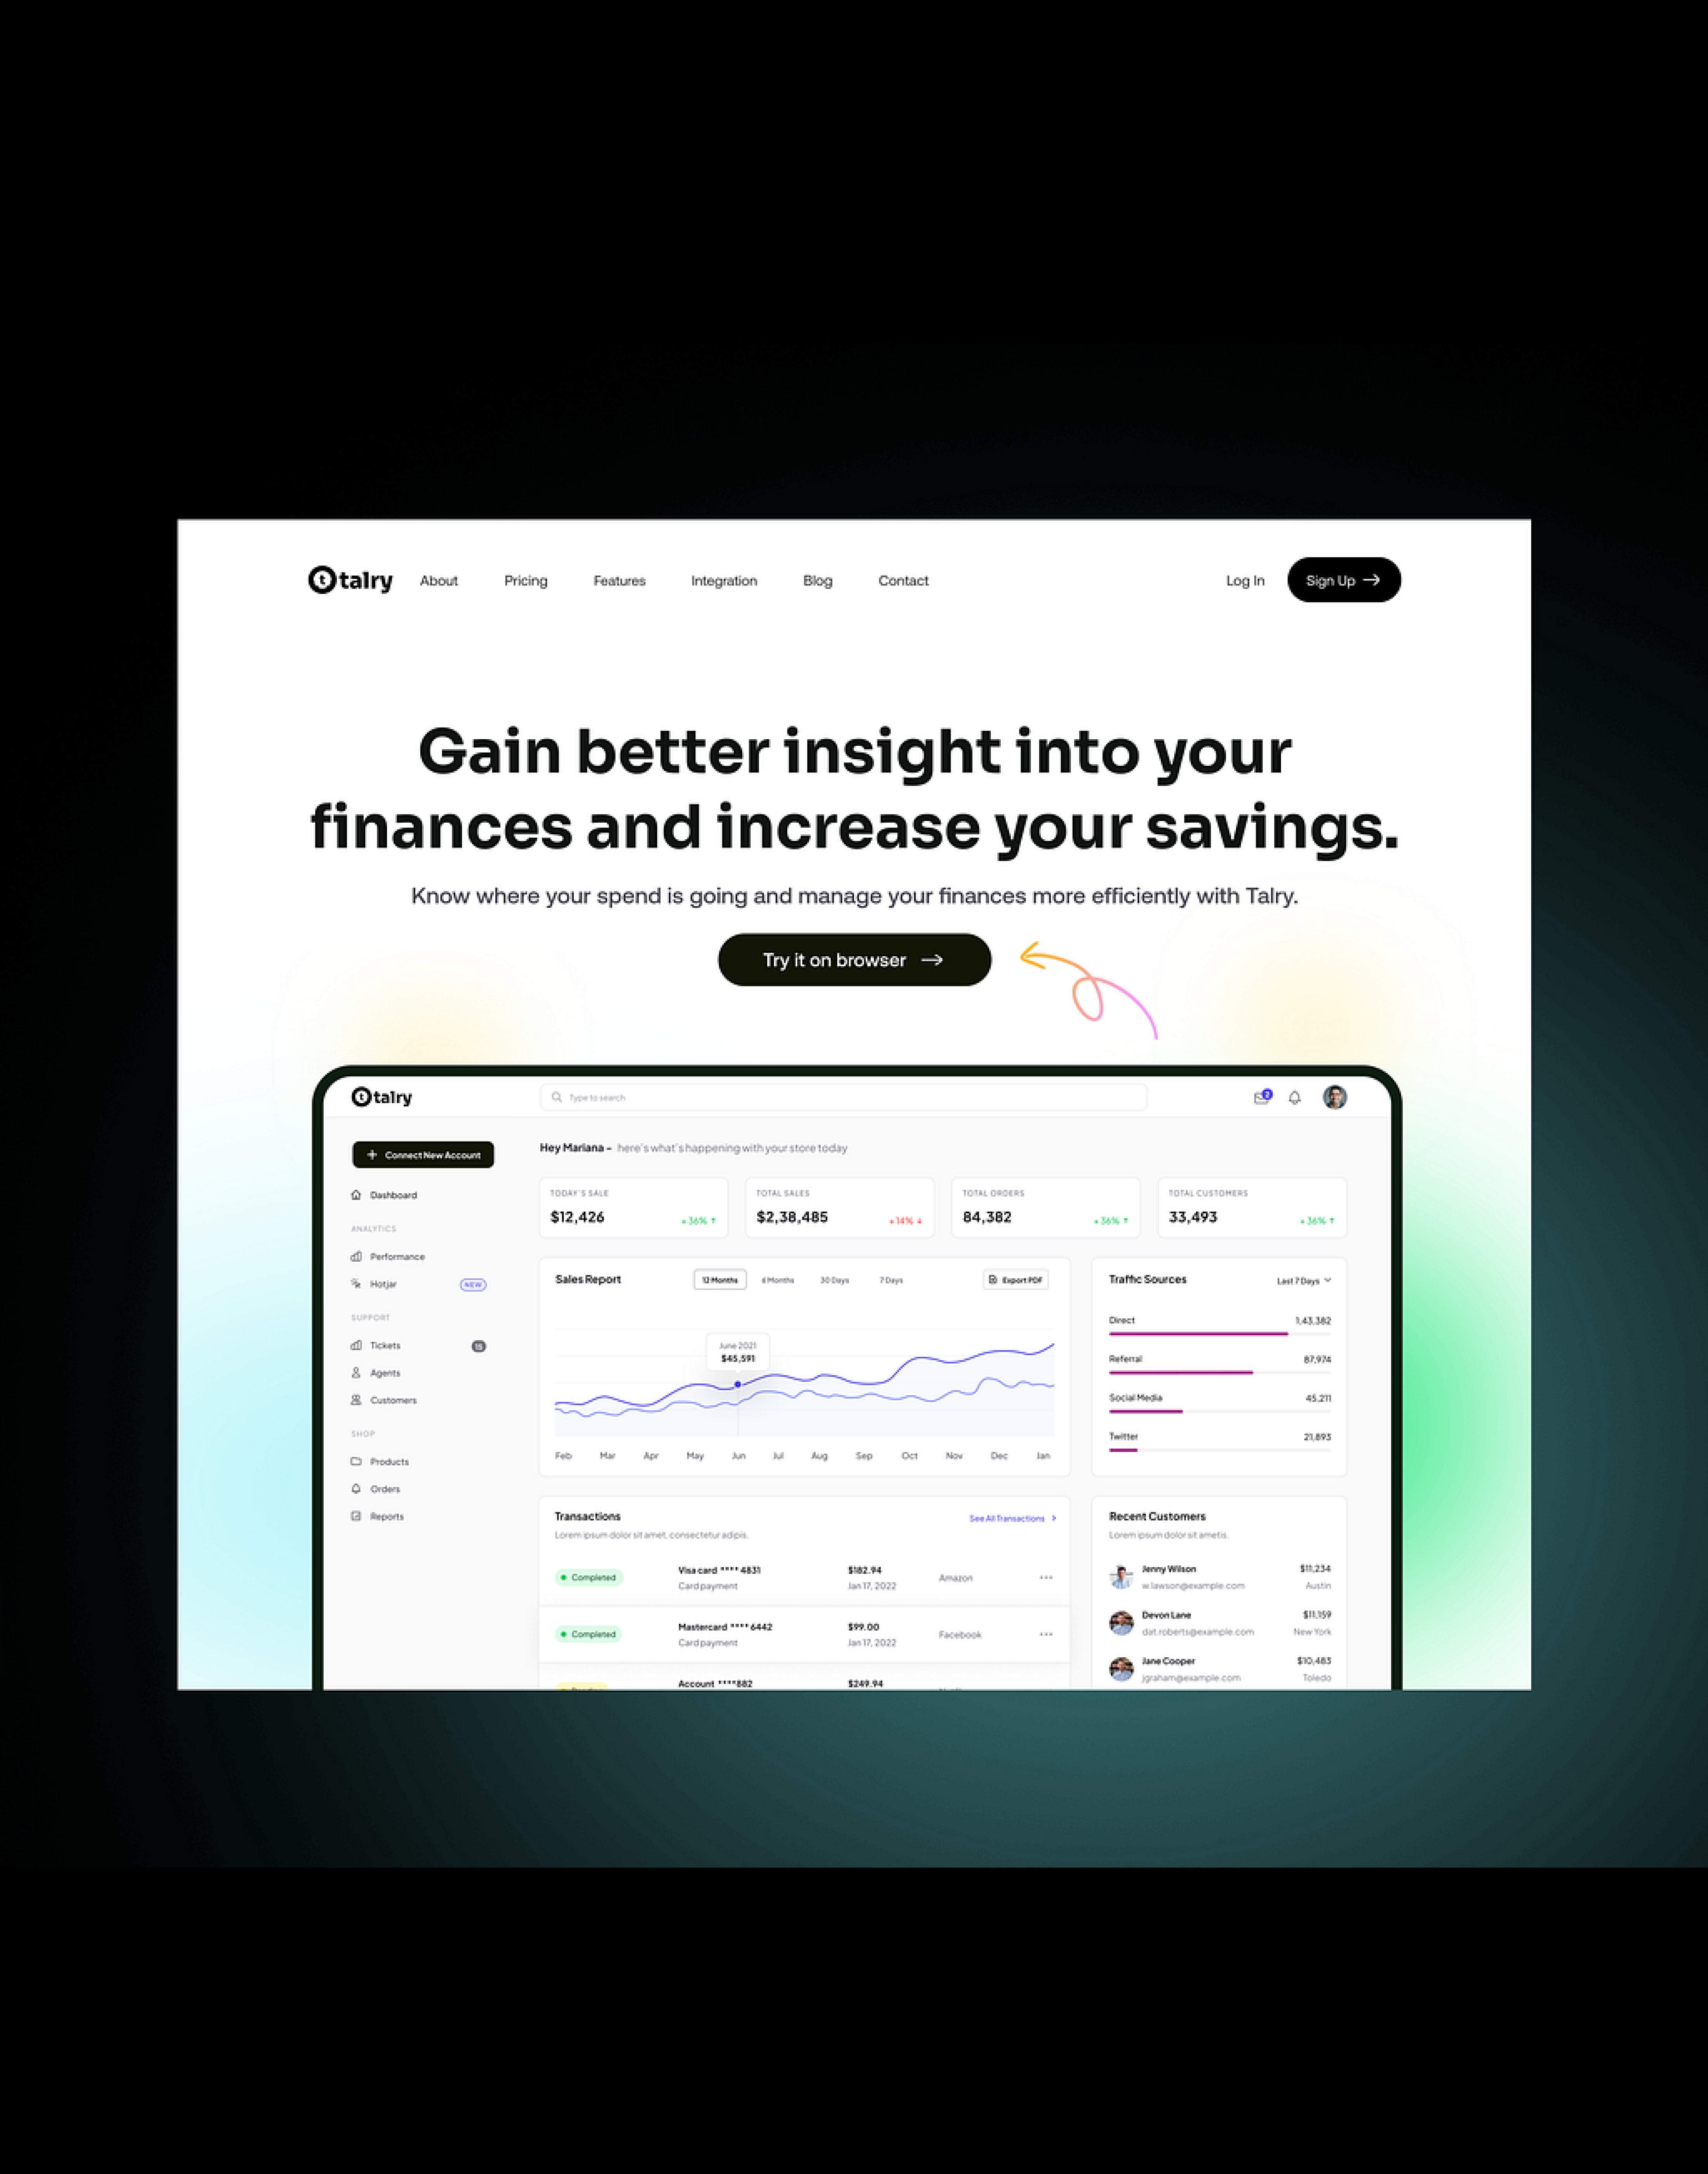 talry About Pricing Features Integration Blog Contact Log In Sign Up
Gain better insight into your
finances and increase your savings.
Know where your spend is going and manage your finances more efficiently with Talry.
Try it on browser
talry Type to search 2
Connect New Account
Dashboard
ANALYTICS
Performance
Hotjar NEW
SUPPORT
Tickets 15
Agents
Customers
SHOP
Products
Orders
Reports
Hey Mariana - here's what's happening with your store today
TODAY'S SALE
$12,426 +36% ↑
TOTAL SALES
$2,38,485 +14% ↓
TOTAL ORDERS
84,382 +36% ↑
TOTAL CUSTOMERS
33,493 +36% ↑
Sales Report 12 Months 6 Months 30 Days 7 Days Export PDF
June 2021
$45,591
Feb Mar Apr May Jun Jul Aug Sep Oct Nov Dec Jan
Traffic Sources Last 7 Days
Direct 1,43,382
Referral 87,974
Social Media 45,211
Twitter 21,893
Transactions See All Transactions
Lorem ipsum dolor sit amet, consectetur adipis.
Completed Visa card **** 4831 $182.94 Amazon
Card payment Jan 17, 2022
Completed Mastercard **** 6442 $99.00 Facebook
Card payment Jan 17, 2022
Account ****882 $249.94
Recent Customers
Lorem ipsum dolor sit ametis.
Jenny Wilson $11,234
w.lawson@example.com Austin
Devon Lane $11,159
dat.roberts@example.com New York
Jane Cooper $10,483
jgraham@example.com Toledo